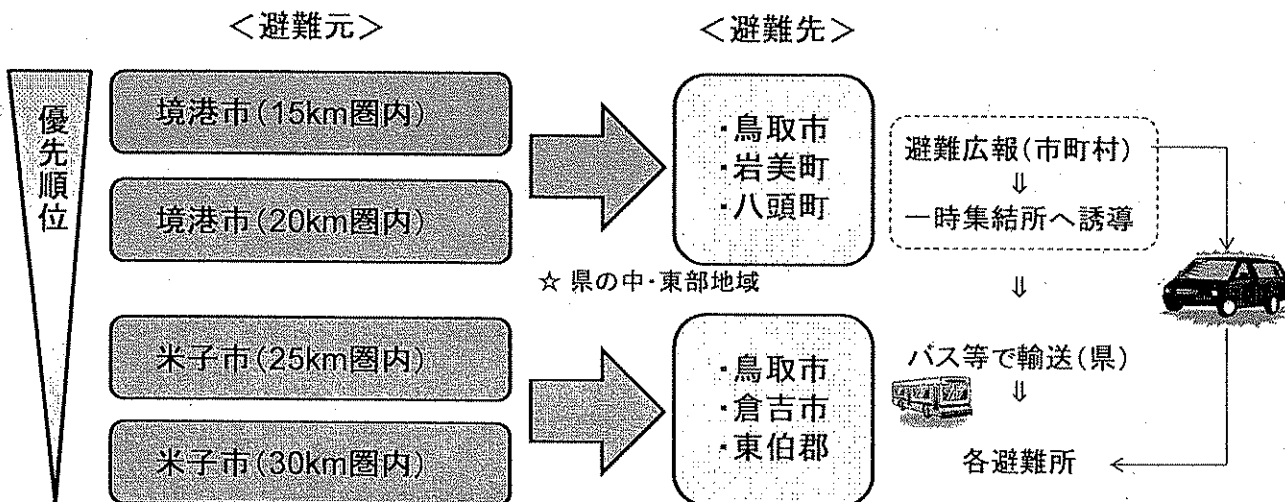 <避難元>
<避難先>
優先順位
境港市(15km圏内)
境港市(20km圏内)
・鳥取市
・岩美町
・八頭町
避難広報(市町村)
⇓
一時集結所へ誘導
☆ 県の中・東部地域
⇓
米子市(25km圏内)
米子市(30km圏内)
・鳥取市
・倉吉市
・東伯郡
バス等で輸送(県)
⇓
各避難所